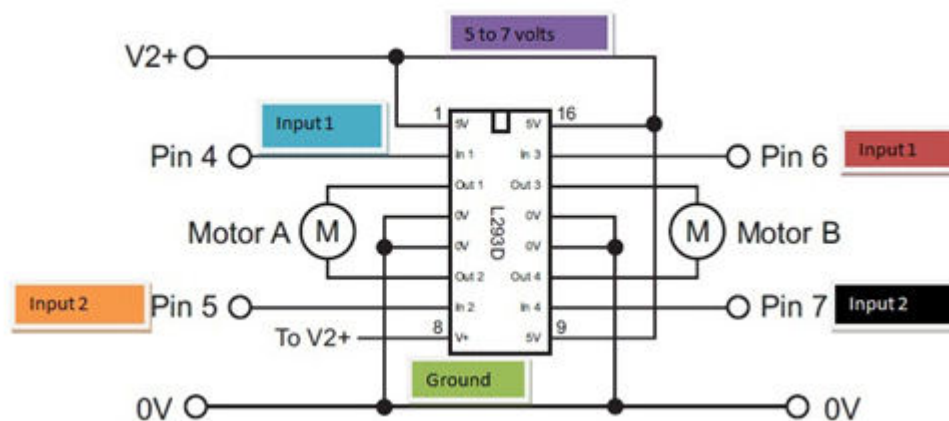 5 to 7 volts
V2+
1 16
5V 5V
Input 1
Pin 4 In 1 In 3 Pin 6 Input 1
Out 1 Out 3
0V 0V
Motor A M L293D M Motor B
0V 0V
Out 2 Out 4
Input 2 Pin 5 In 2 In 4 Pin 7 Input 2
8 9
To V2+ V+ 5V
Ground
0V 0V